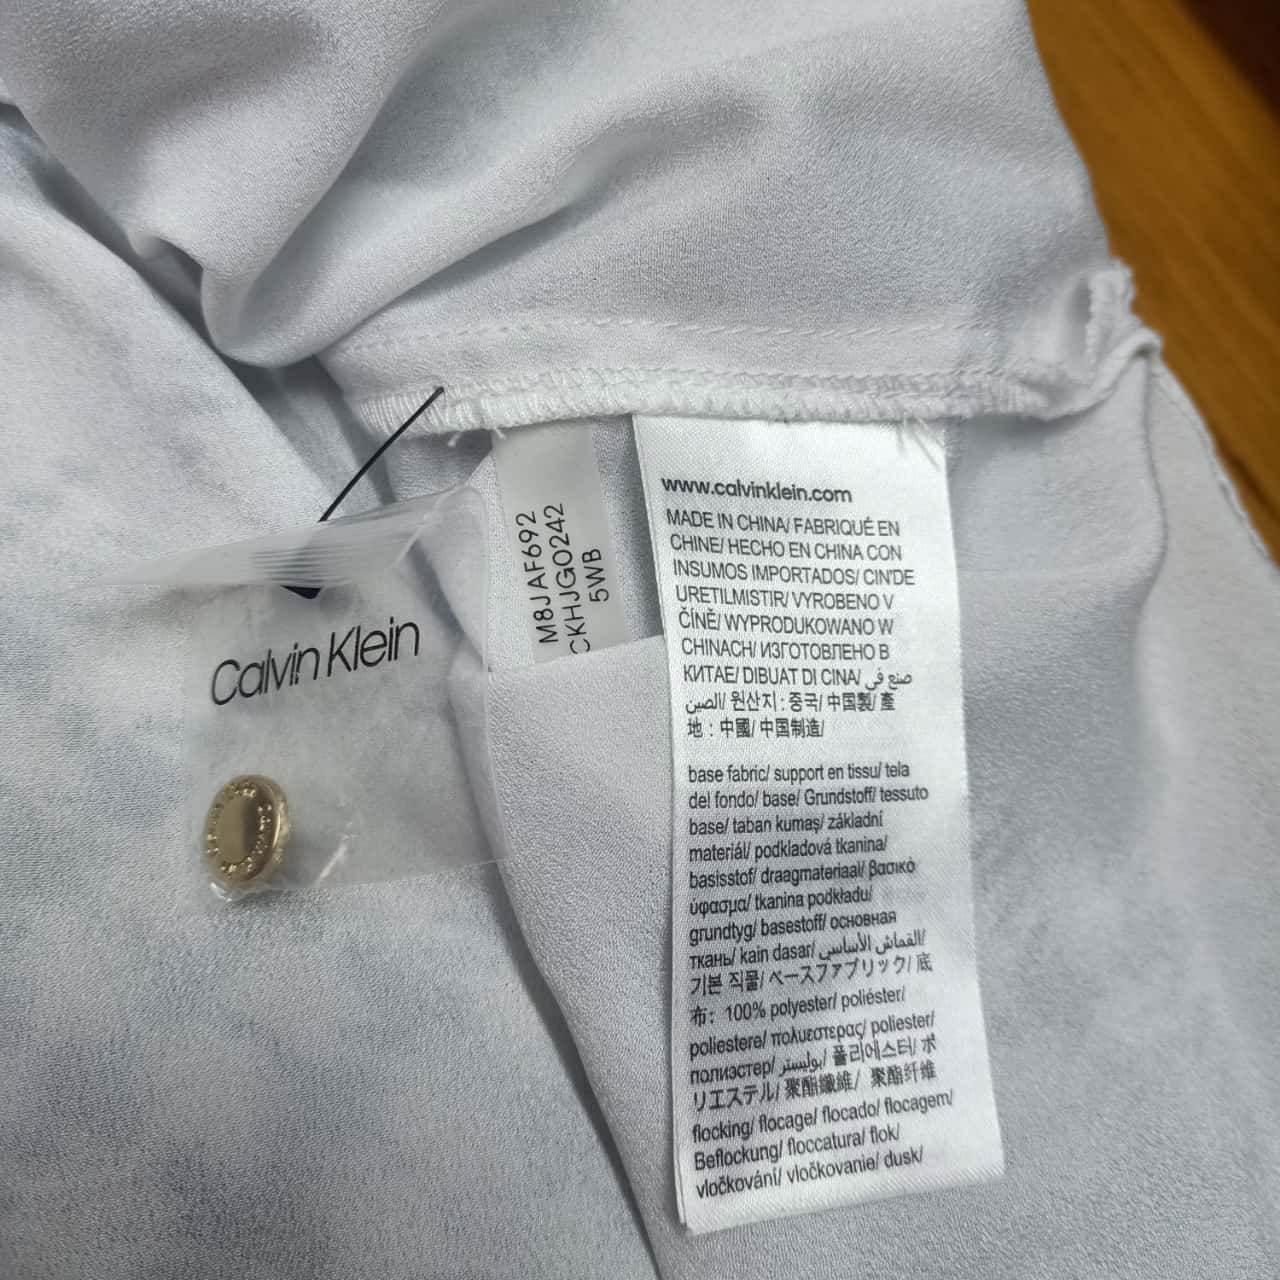 Calvin Klein
M8JAF692
CKHJGO242
5WB
www.calvinklein.com
MADE IN CHINA/ FABRIQUÉ EN
CHINE/ HECHO EN CHINA CON
INSUMOS IMPORTADOS/ CIN'DE
URETILMISTIR/ VYROBENO V
ČÍNĚ/ WYPRODUKOWANO W
CHINACH/ ИЗГОТОВЛЕНО В
КИТАЕ/ DIBUAT DI CINA/ صنع في
الصين/ 원산지 : 중국/ 中国製/ 產
地 : 中國/ 中国制造/
base fabric/ support en tissu/ tela
del fondo/ base/ Grundstoff/ tessuto
base/ taban kumaş/ základní
materiál/ podkladová tkanina/
basisstof/ draagmateriaal/ βασικό
ύφασμα/ tkanina podkładu/
grundtyg/ basestoff/ основная
ткань/ kain dasar/ القماش الأساسي/
기본 직물/ ベースファブリック/ 底
布: 100% polyester/ poliéster/
poliestere/ πολυεστερας/ poliester/
полиэстер/ بوليستر/ 폴리에스터/ ポ
リエステル/ 聚酯纖維/ 聚酯纤维
flocking/ flocage/ flocado/ flocagem/
Beflockung/ floccatura/ flok/
vločkování/ vločkovanie/ dusk/